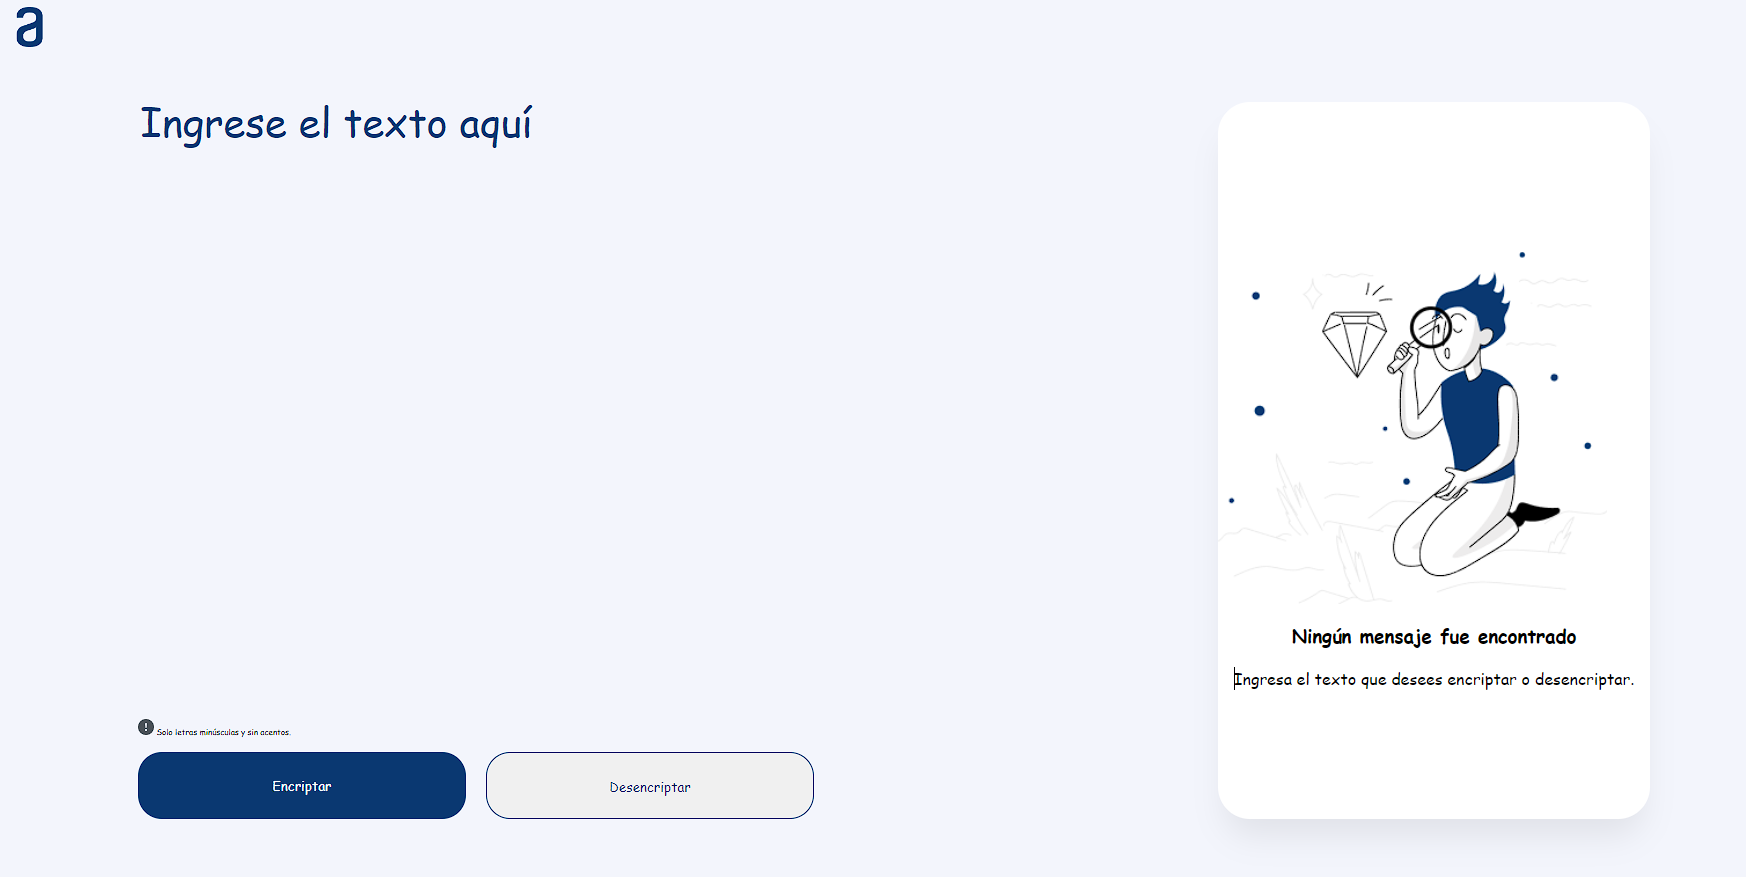 a
Ingrese el texto aquí
Ningún mensaje fue encontrado
Ingresa el texto que desees encriptar o desencriptar.
Solo letras minúsculas y sin acentos.
Encriptar
Desencriptar